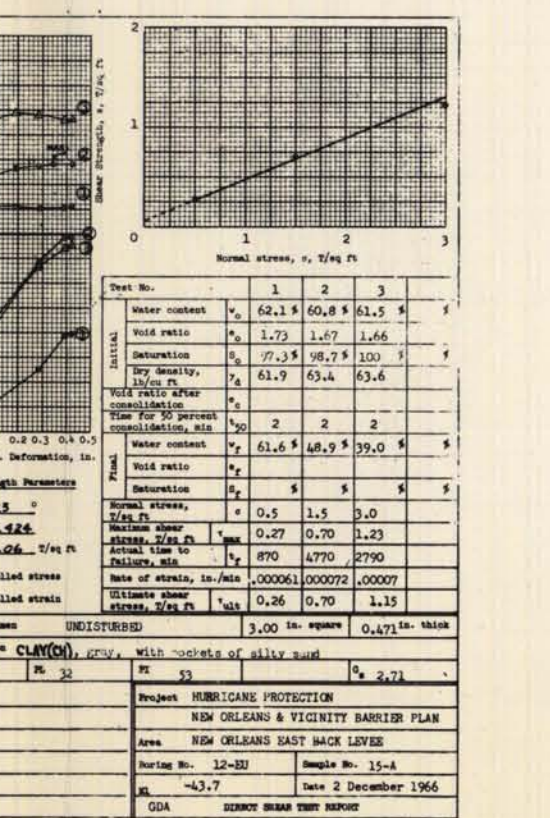 2
1
Shear Strength, s, T/sq ft
0 1 2 3
Normal stress, σ, T/sq ft
0.2 0.3 0.4 0.5
. Deformation, in.
gth Parameters
5 °
.424
.06 T/sq ft
lled stress
lled strain
Test No. 1 2 3
Initial
Water content w₀ 62.1 % 60.8 % 61.5 % %
Void ratio e₀ 1.73 1.67 1.66
Saturation S₀ 97.3 % 98.7 % 100 % %
Dry density, lb/cu ft γd 61.9 63.4 63.6
Void ratio after consolidation ec
Time for 50 percent consolidation, min t50 2 2 2
Final
Water content wf 61.6 % 48.9 % 39.0 % %
Void ratio ef
Saturation Sf % % % %
Normal stress, T/sq ft σ 0.5 1.5 3.0
Maximum shear stress, T/sq ft τmax 0.27 0.70 1.23
Actual time to failure, min tf 870 4770 2790
Rate of strain, in./min .000061 .000072 .00007
Ultimate shear stress, T/sq ft τult 0.26 0.70 1.15
men UNDISTURBED 3.00 in. square 0.471 in. thick
CLAY(CH), gray, with pockets of silty sand
PL 32 PI 53 Gs 2.71
Project HURRICANE PROTECTION
NEW ORLEANS & VICINITY BARRIER PLAN
Area NEW ORLEANS EAST BACK LEVEE
Boring No. 12-EU Sample No. 15-A
El -43.7 Date 2 December 1966
GDA DIRECT SHEAR TEST REPORT